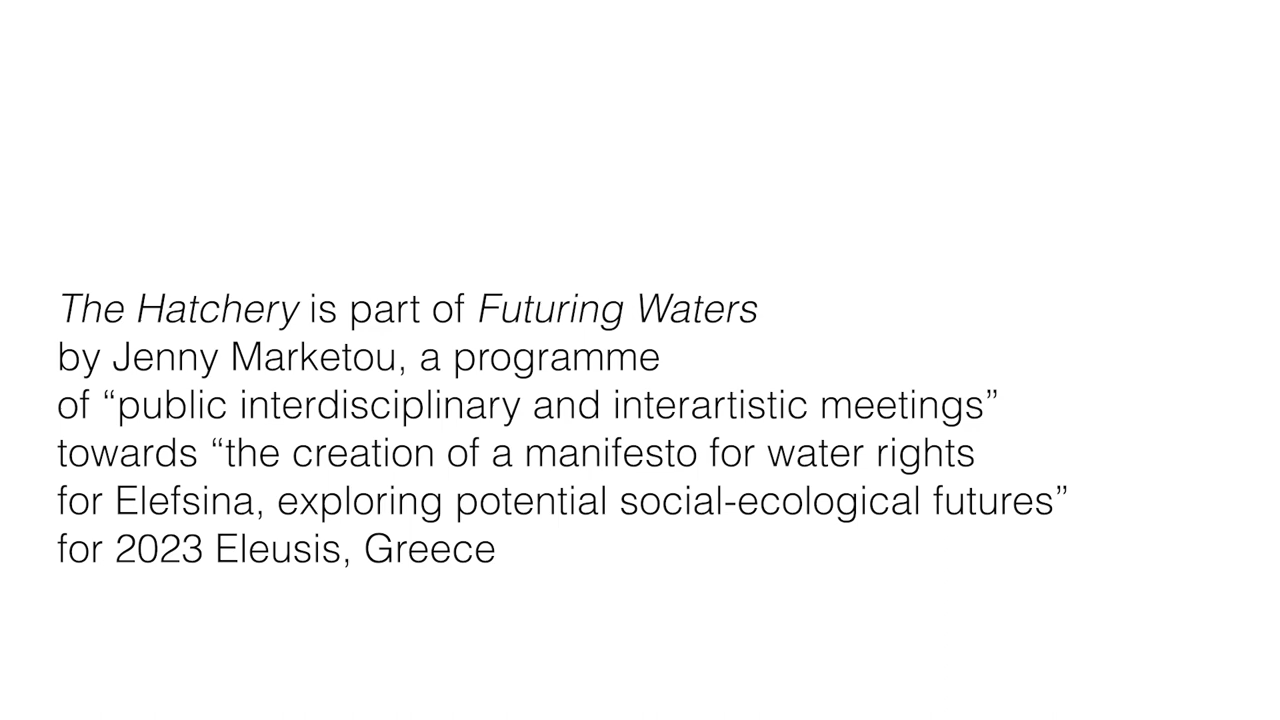 The Hatchery is part of Futuring Waters
by Jenny Marketou, a programme
of “public interdisciplinary and interartistic meetings”
towards “the creation of a manifesto for water rights
for Elefsina, exploring potential social-ecological futures”
for 2023 Eleusis, Greece